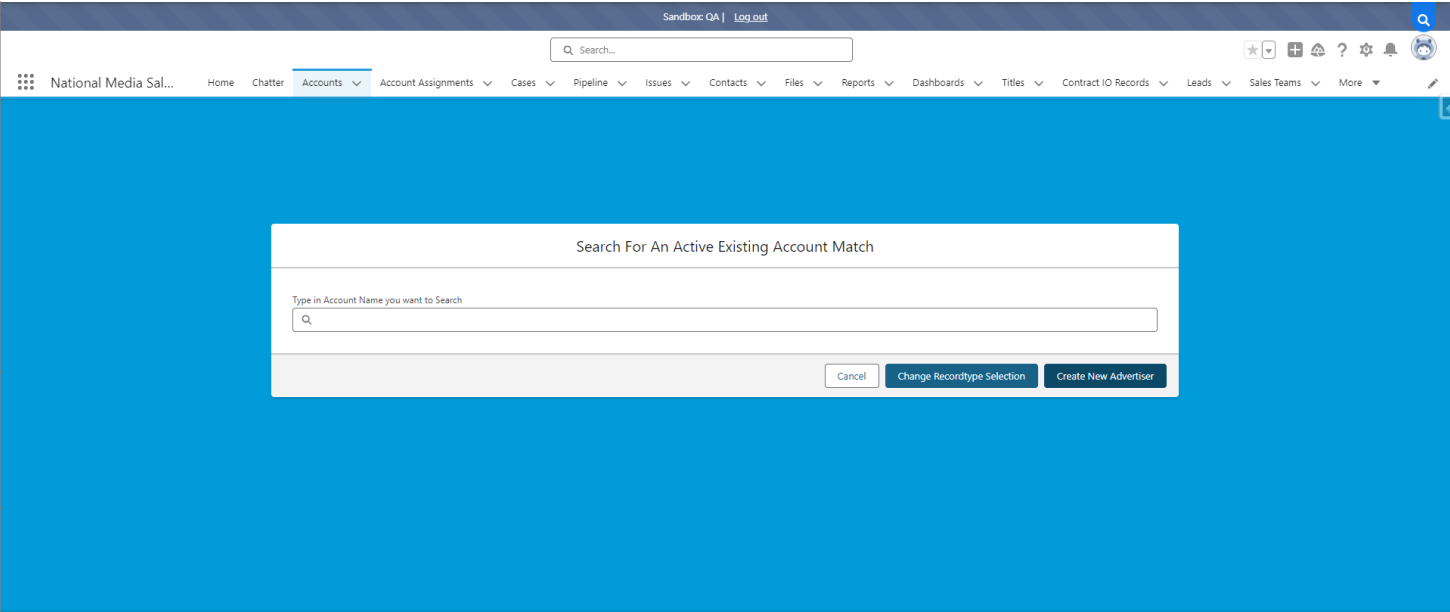 Sandbox: QA | Log out
Search...
National Media Sal... Home Chatter Accounts Account Assignments Cases Pipeline Issues Contacts Files Reports Dashboards Titles Contract IO Records Leads Sales Teams More
Search For An Active Existing Account Match
Type in Account Name you want to Search
Cancel Change Recordtype Selection Create New Advertiser